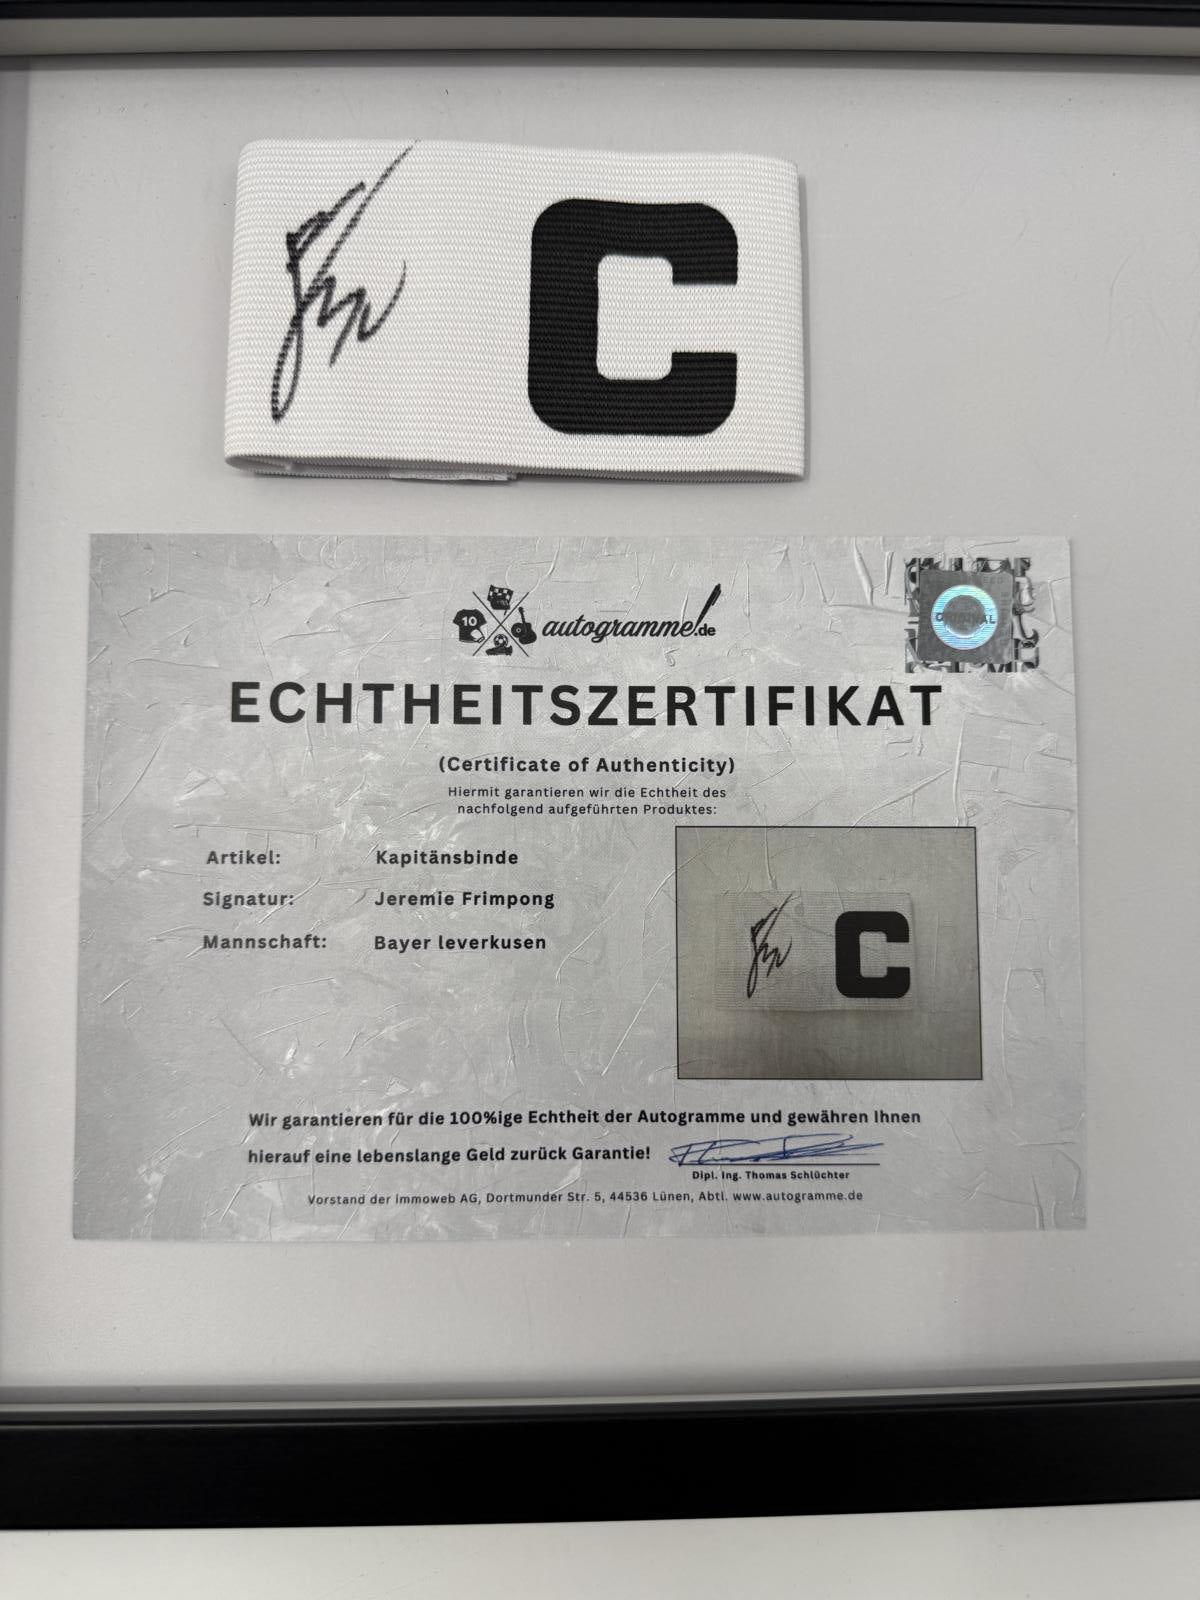 C
10
autogramme.de
ORIGINAL
ECHTHEITSZERTIFIKAT
(Certificate of Authenticity)
Hiermit garantieren wir die Echtheit des
nachfolgend aufgeführten Produktes:
Artikel: Kapitänsbinde
Signatur: Jeremie Frimpong
Mannschaft: Bayer leverkusen
C
Wir garantieren für die 100%ige Echtheit der Autogramme und gewähren Ihnen
hierauf eine lebenslange Geld zurück Garantie!
Dipl. Ing. Thomas Schlüchter
Vorstand der immoweb AG, Dortmunder Str. 5, 44536 Lünen, Abtl. www.autogramme.de